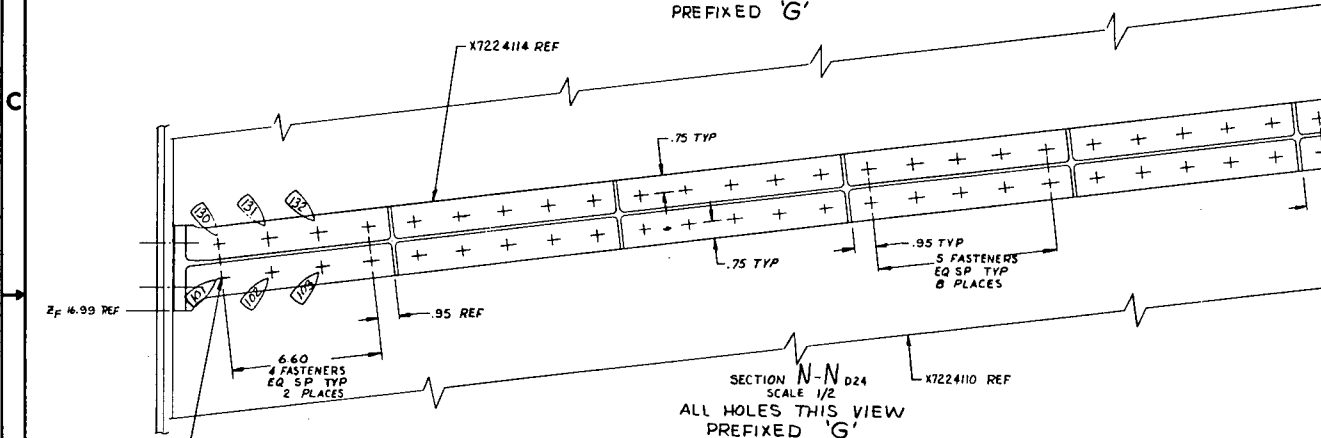 PREFIXED 'G'
X7224114 REF
C
.75 TYP
130
131
132
.95 TYP
5 FASTENERS
EQ SP TYP
8 PLACES
.75 TYP
101
102
103
ZF 16.99 REF
.95 REF
6.60
4 FASTENERS
EQ SP TYP
2 PLACES
SECTION N-N D24
SCALE 1/2
X7224110 REF
ALL HOLES THIS VIEW
PREFIXED 'G'